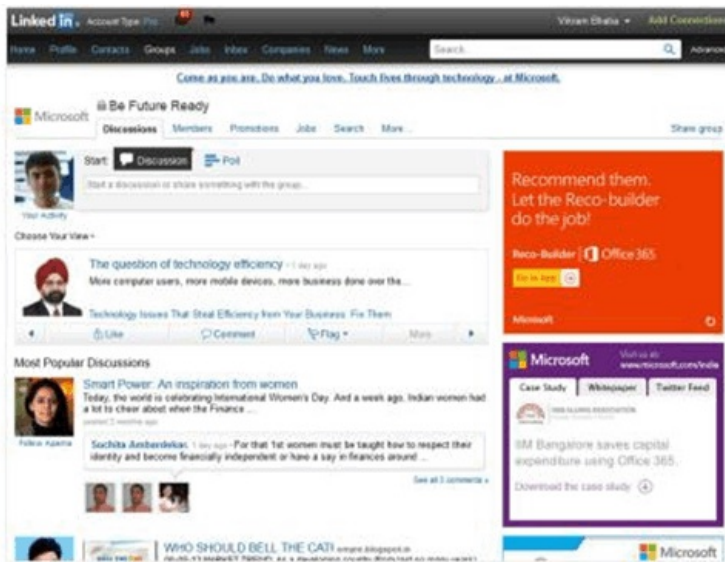 Linked in
Account Type: Pro
Vikram Bhatia
Add Connections
Home Profile Contacts Groups Jobs Inbox Companies News More
Search...
Advanced
Come as you are. Do what you love. Touch lives through technology - at Microsoft.
Microsoft
Be Future Ready
Discussions Members Promotions Jobs Search More...
Share group
Start: Discussion Poll
Start a discussion or share something with the group...
Your Activity
Choose Your View
The question of technology efficiency - 1 day ago
More computer users, more mobile devices, more business done over the...
Technology Issues That Steal Efficiency from Your Business: Fix Them
Like Comment Flag More
Most Popular Discussions
Smart Power: An inspiration from women
Today, the world is celebrating International Women's Day. And a week ago, Indian women had
a lot to cheer about when the Finance ...
posted 2 months ago
Suchita Amberdekar, 1 day ago - For that 1st women must be taught how to respect their
identity and become financially independent or have a say in finances around ...
See all 3 comments »
WHO SHOULD BELL THE CAT!
Recommend them.
Let the Reco-builder
do the job!
Reco-Builder | Office 365
Go to App
Microsoft
Microsoft
Visit us at:
www.microsoft.com/india
Case Study Whitepaper Twitter Feed
IIM Bangalore saves capital
expenditure using Office 365.
Download the case study
Microsoft